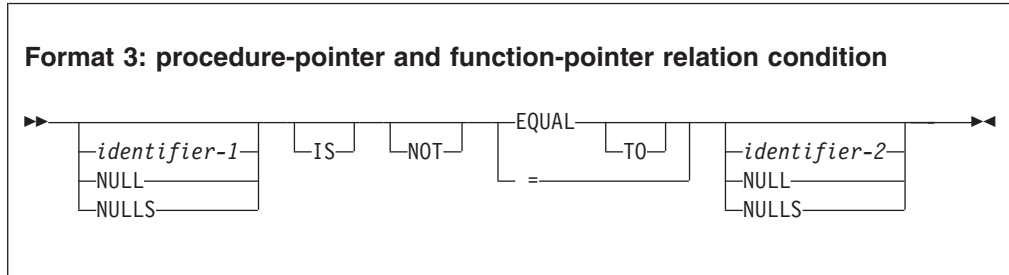 Format 3: procedure-pointer and function-pointer relation condition
EQUAL
identifier-1 IS NOT TO identifier-2
NULL = NULL
NULLS NULLS